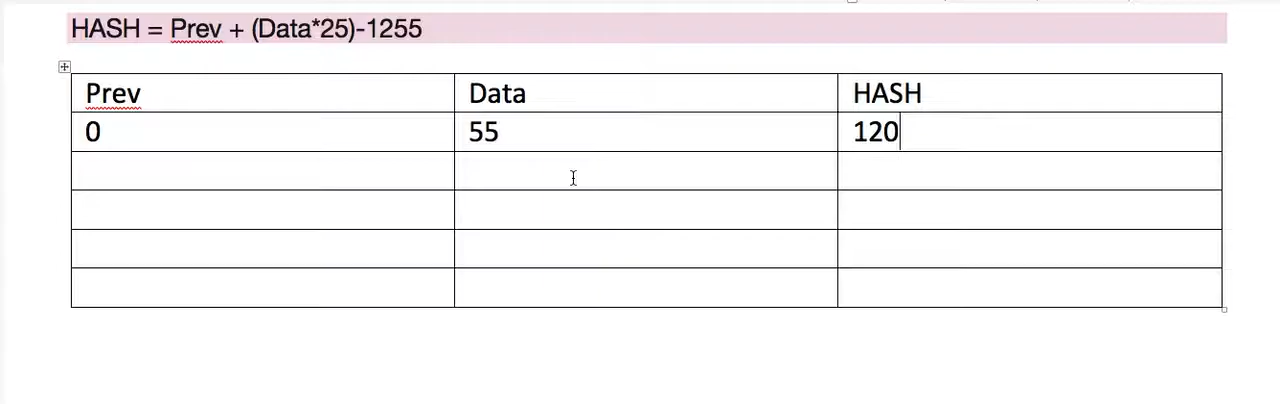 HASH = Prev + (Data*25)-1255
Prev Data HASH
0 55 120